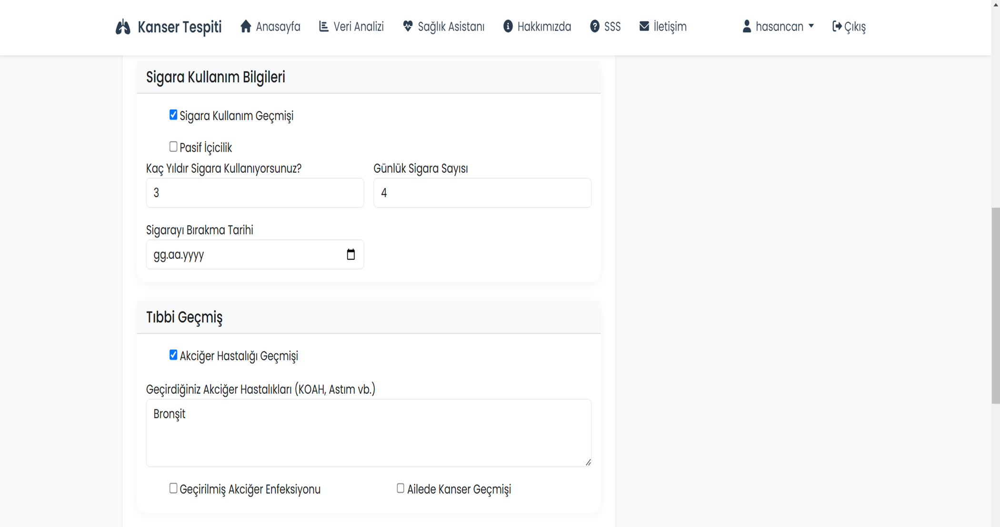 Kanser Tespiti Anasayfa Veri Analizi Sağlık Asistanı Hakkımızda SSS İletişim hasancan Çıkış
Sigara Kullanım Bilgileri
Sigara Kullanım Geçmişi
Pasif İçicilik
Kaç Yıldır Sigara Kullanıyorsunuz? Günlük Sigara Sayısı
3 4
Sigarayı Bırakma Tarihi
gg.aa.yyyy
Tıbbi Geçmiş
Akciğer Hastalığı Geçmişi
Geçirdiğiniz Akciğer Hastalıkları (KOAH, Astım vb.)
Bronşit
Geçirilmiş Akciğer Enfeksiyonu Ailede Kanser Geçmişi